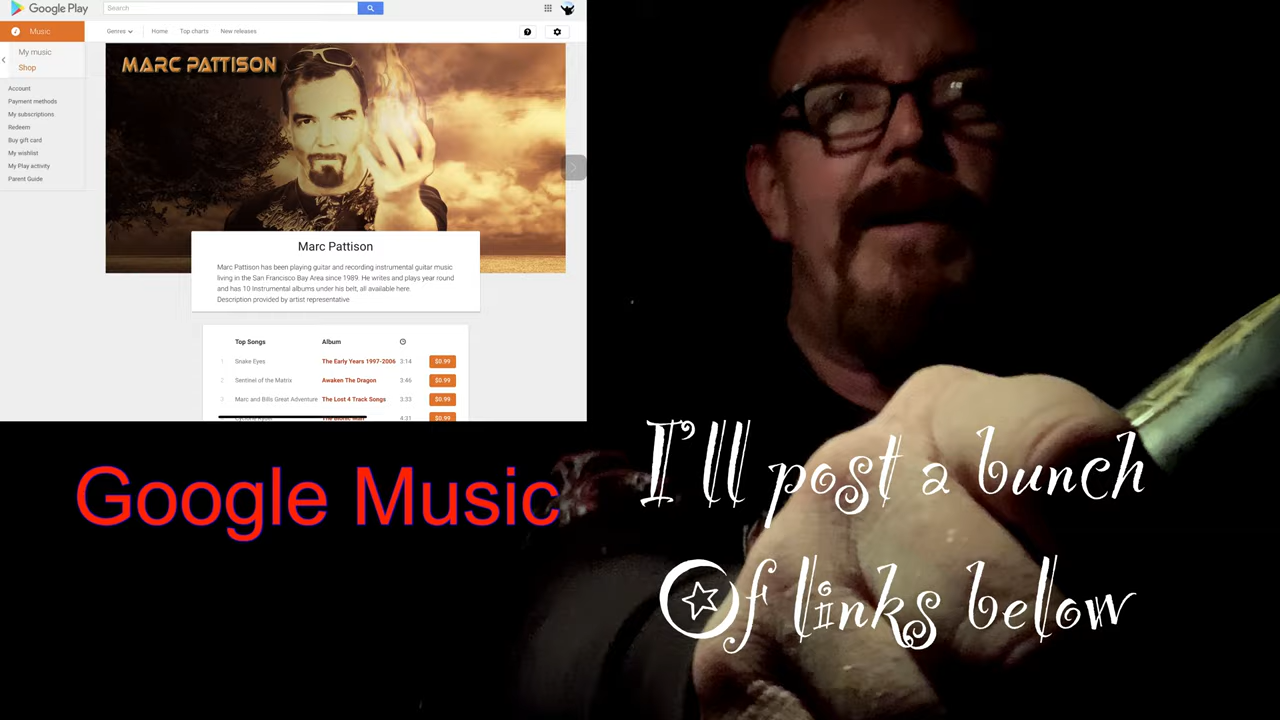 Google Play
Search
Music
Genres
Home
Top charts
New releases
My music
Shop
Account
Payment methods
My subscriptions
Redeem
Buy gift card
My wishlist
My Play activity
Parent Guide
MARC PATTISON
Marc Pattison
Marc Pattison has been playing guitar and recording instrumental guitar music
living in the San Francisco Bay Area since 1989. He writes and plays year round
and has 10 Instrumental albums under his belt, all available here.
Description provided by artist representative
Top Songs Album
1 Snake Eyes The Early Years 1997-2006 3:14 $0.99
2 Sentinel of the Matrix Awaken The Dragon 3:46 $0.99
3 Marc and Bills Great Adventure The Lost 4 Track Songs 3:33 $0.99
4:31 $0.99
Google Music
I'll post a bunch
Of links below